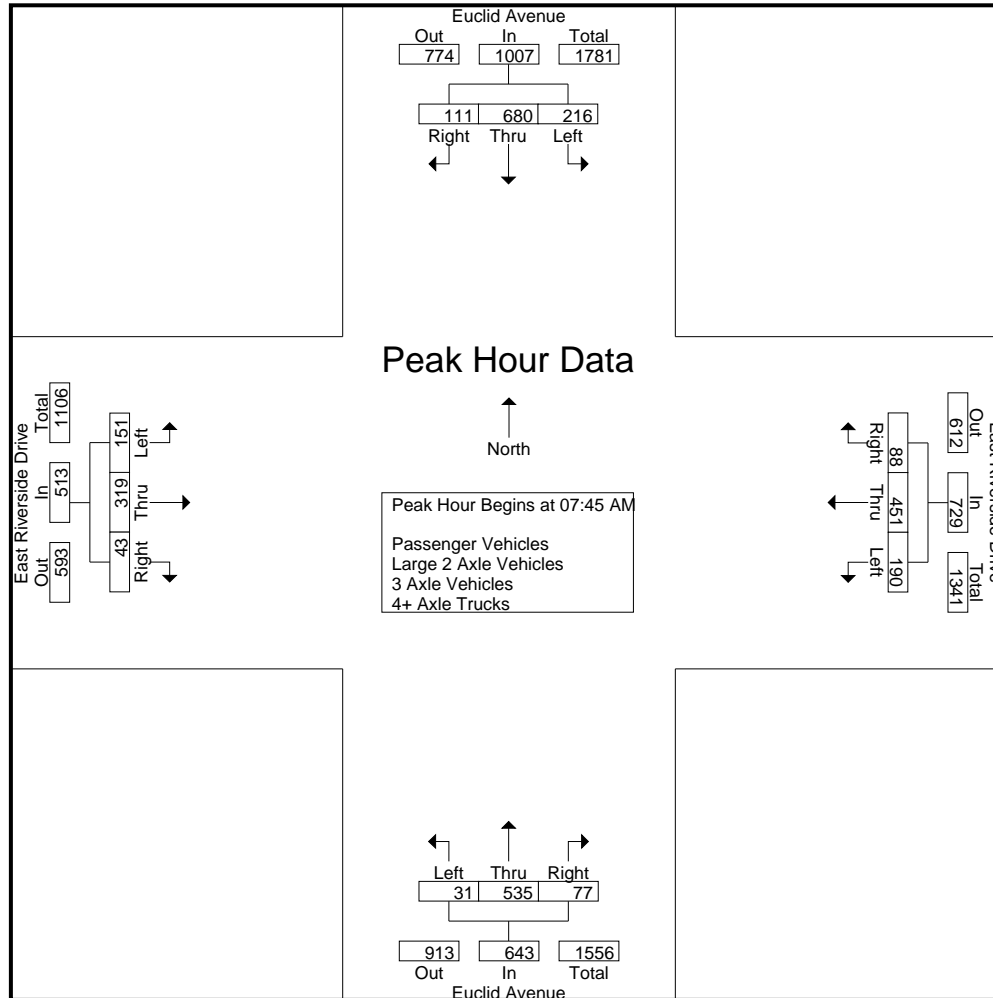 Euclid Avenue
Out In Total
774 1007 1781
111 680 216
Right Thru Left
Peak Hour Data
North
Peak Hour Begins at 07:45 AM
Passenger Vehicles
Large 2 Axle Vehicles
3 Axle Vehicles
4+ Axle Trucks
East Riverside Drive
Total In Out
1106 513 593
151 319 43
Left Thru Right
East Riverside Drive
Out In Total
612 729 1341
88 451 190
Right Thru Left
Left Thru Right
31 535 77
913 643 1556
Out In Total
Euclid Avenue